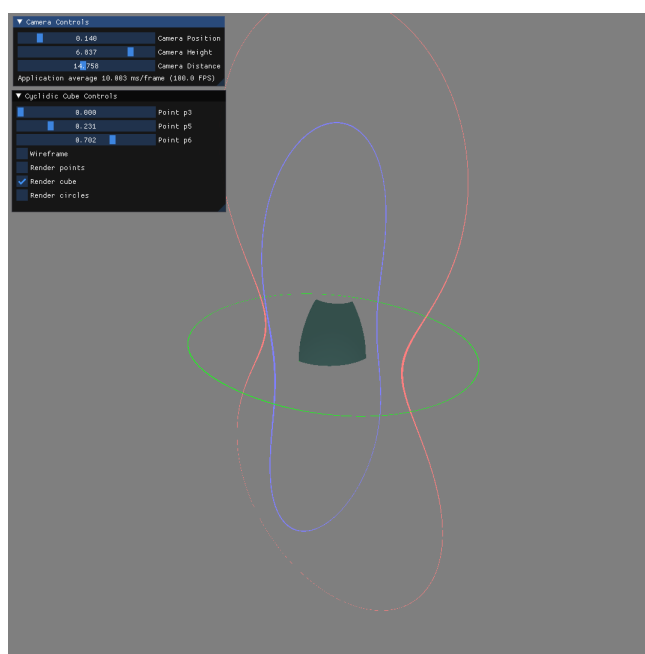 Camera Controls
0.140 Camera Position
6.837 Camera Height
14.758 Camera Distance
Application average 10.003 ms/frame (100.0 FPS)
Cyclidic Cube Controls
0.000 Point p3
0.231 Point p5
0.702 Point p6
Wireframe
Render points
Render cube
Render circles